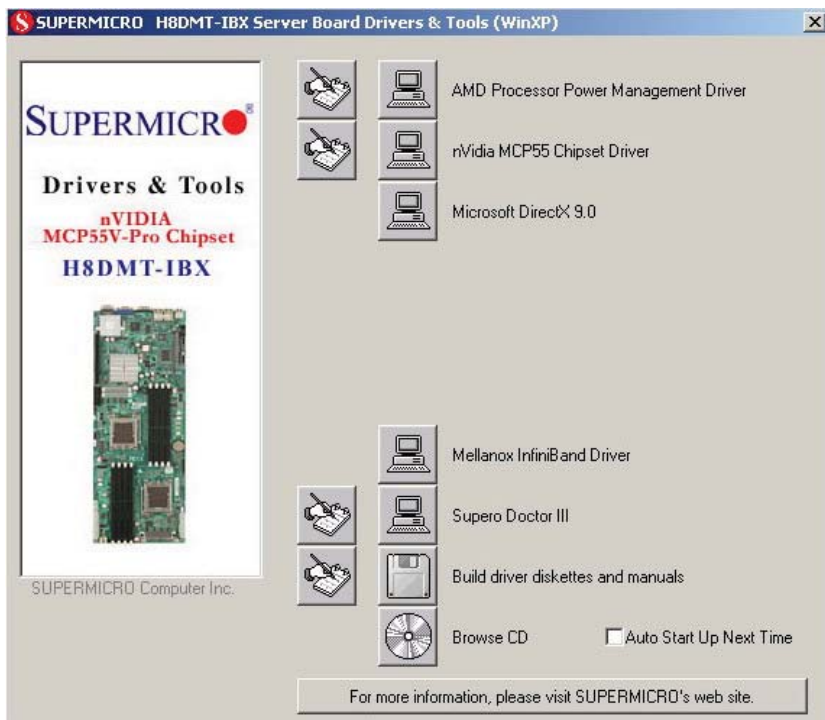 SUPERMICRO H8DMT-IBX Server Board Drivers & Tools (WinXP)
SUPERMICRO®
Drivers & Tools
nVIDIA
MCP55V-Pro Chipset
H8DMT-IBX
SUPERMICRO Computer Inc.
AMD Processor Power Management Driver
nVidia MCP55 Chipset Driver
Microsoft DirectX 9.0
Mellanox InfiniBand Driver
Supero Doctor III
Build driver diskettes and manuals
Browse CD
Auto Start Up Next Time
For more information, please visit SUPERMICRO's web site.